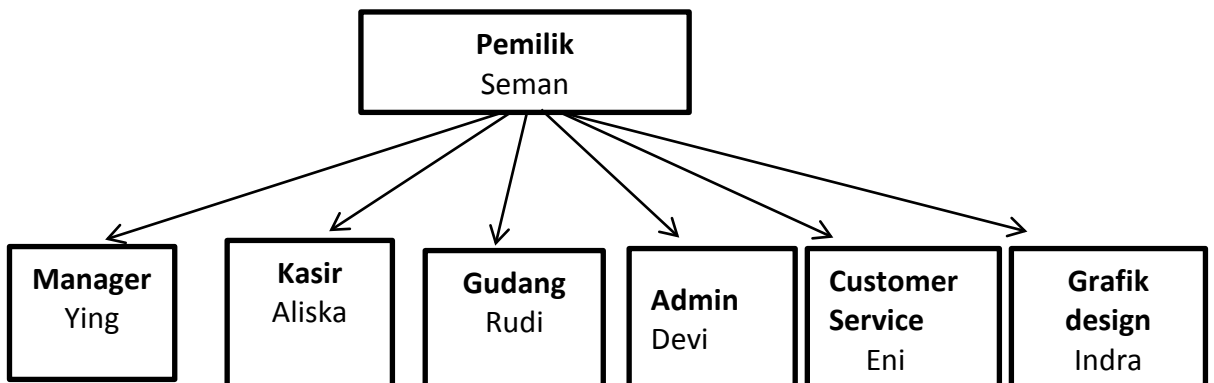 Pemilik
Seman
Manager
Ying
Kasir
Aliska
Gudang
Rudi
Admin
Devi
Customer
Service
Eni
Grafik
design
Indra